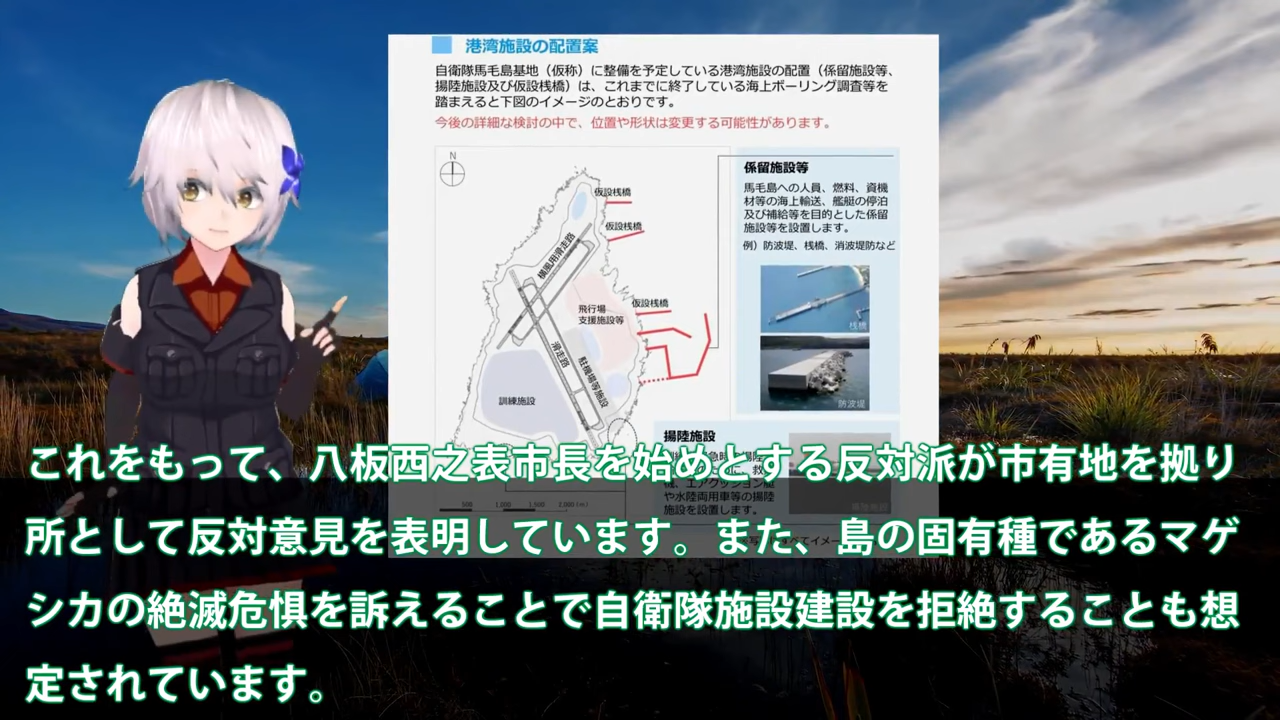 港湾施設の配置案
自衛隊馬毛島基地（仮称）に整備を予定している港湾施設の配置（係留施設等、
揚陸施設及び仮設桟橋）は、これまでに終了している海上ボーリング調査等を
踏まえると下図のイメージのとおりです。
今後の詳細な検討の中で、位置や形状は変更する可能性があります。
N
仮設桟橋
仮設桟橋
横風用滑走路
飛行場
支援施設等
仮設桟橋
滑走路
駐機場等施設
訓練施設
係留施設等
馬毛島への人員、燃料、資機
材等の海上輸送、艦艇の停泊
及び補給等を目的とした係留
施設等を設置します。
例）防波堤、桟橋、消波堤防など
桟橋
防波堤
揚陸施設
機、エアクッション艇
や水陸両用車等の揚陸
施設を設置します。
500 1,000 1,500 2,000 (m)
これをもって、八板西之表市長を始めとする反対派が市有地を拠り
所として反対意見を表明しています。また、島の固有種であるマゲ
シカの絶滅危惧を訴えることで自衛隊施設建設を拒絶することも想
定されています。